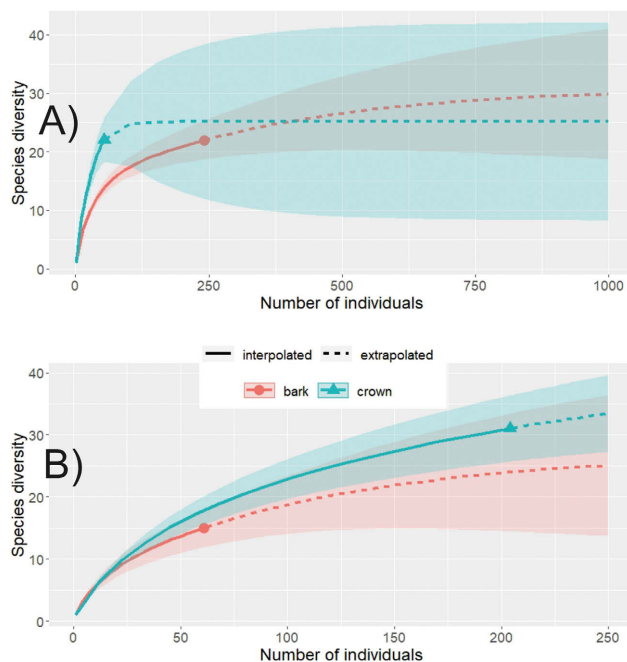 40
30
A)
20
10
0
Species diversity
0 250 500 750 1000
Number of individuals
interpolated extrapolated
bark crown
40
30
B)
20
10
0
Species diversity
0 50 100 150 200 250
Number of individuals